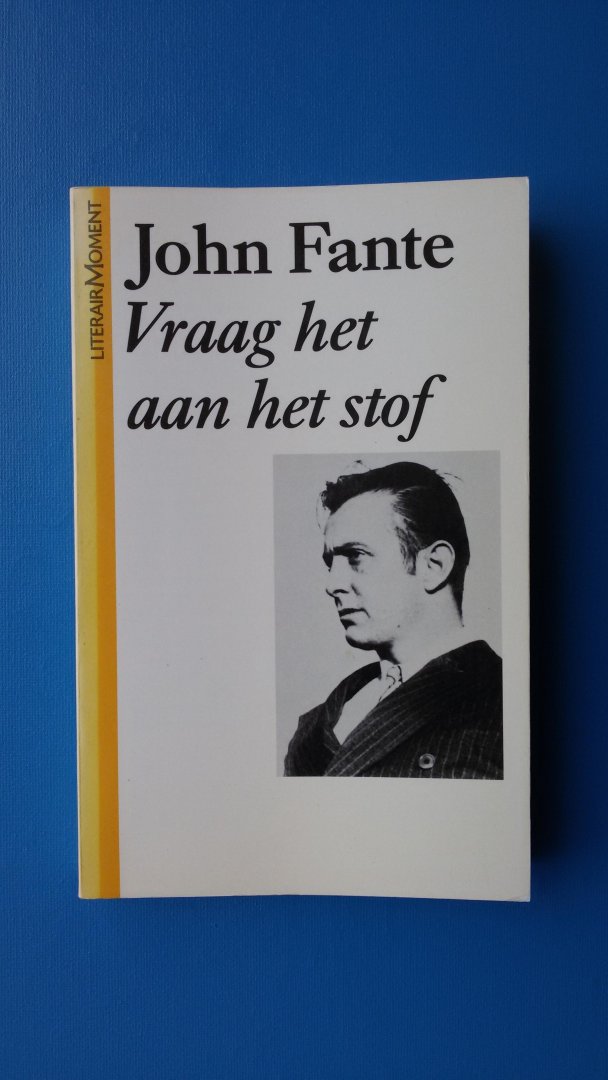 LITERAIR MOMENT
John Fante
Vraag het
aan het stof